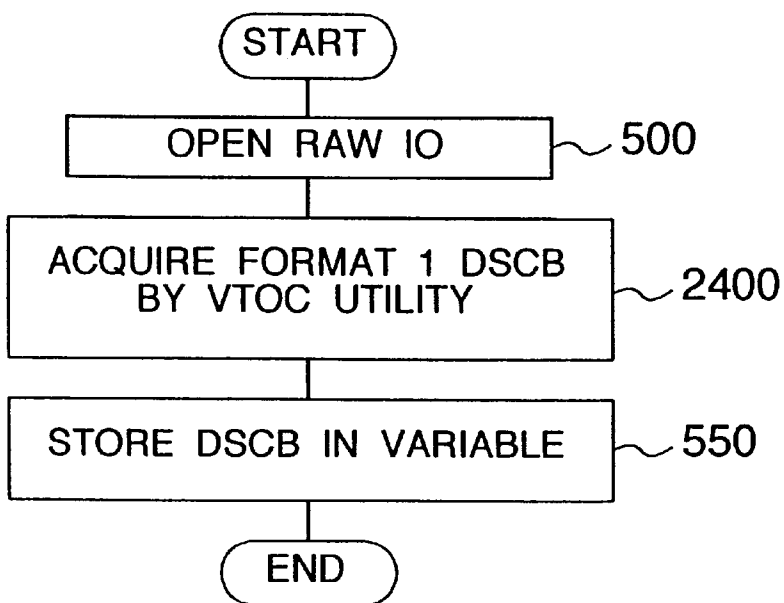 START
OPEN RAW IO
500
ACQUIRE FORMAT 1 DSCB
BY VTOC UTILITY
2400
STORE DSCB IN VARIABLE
550
END